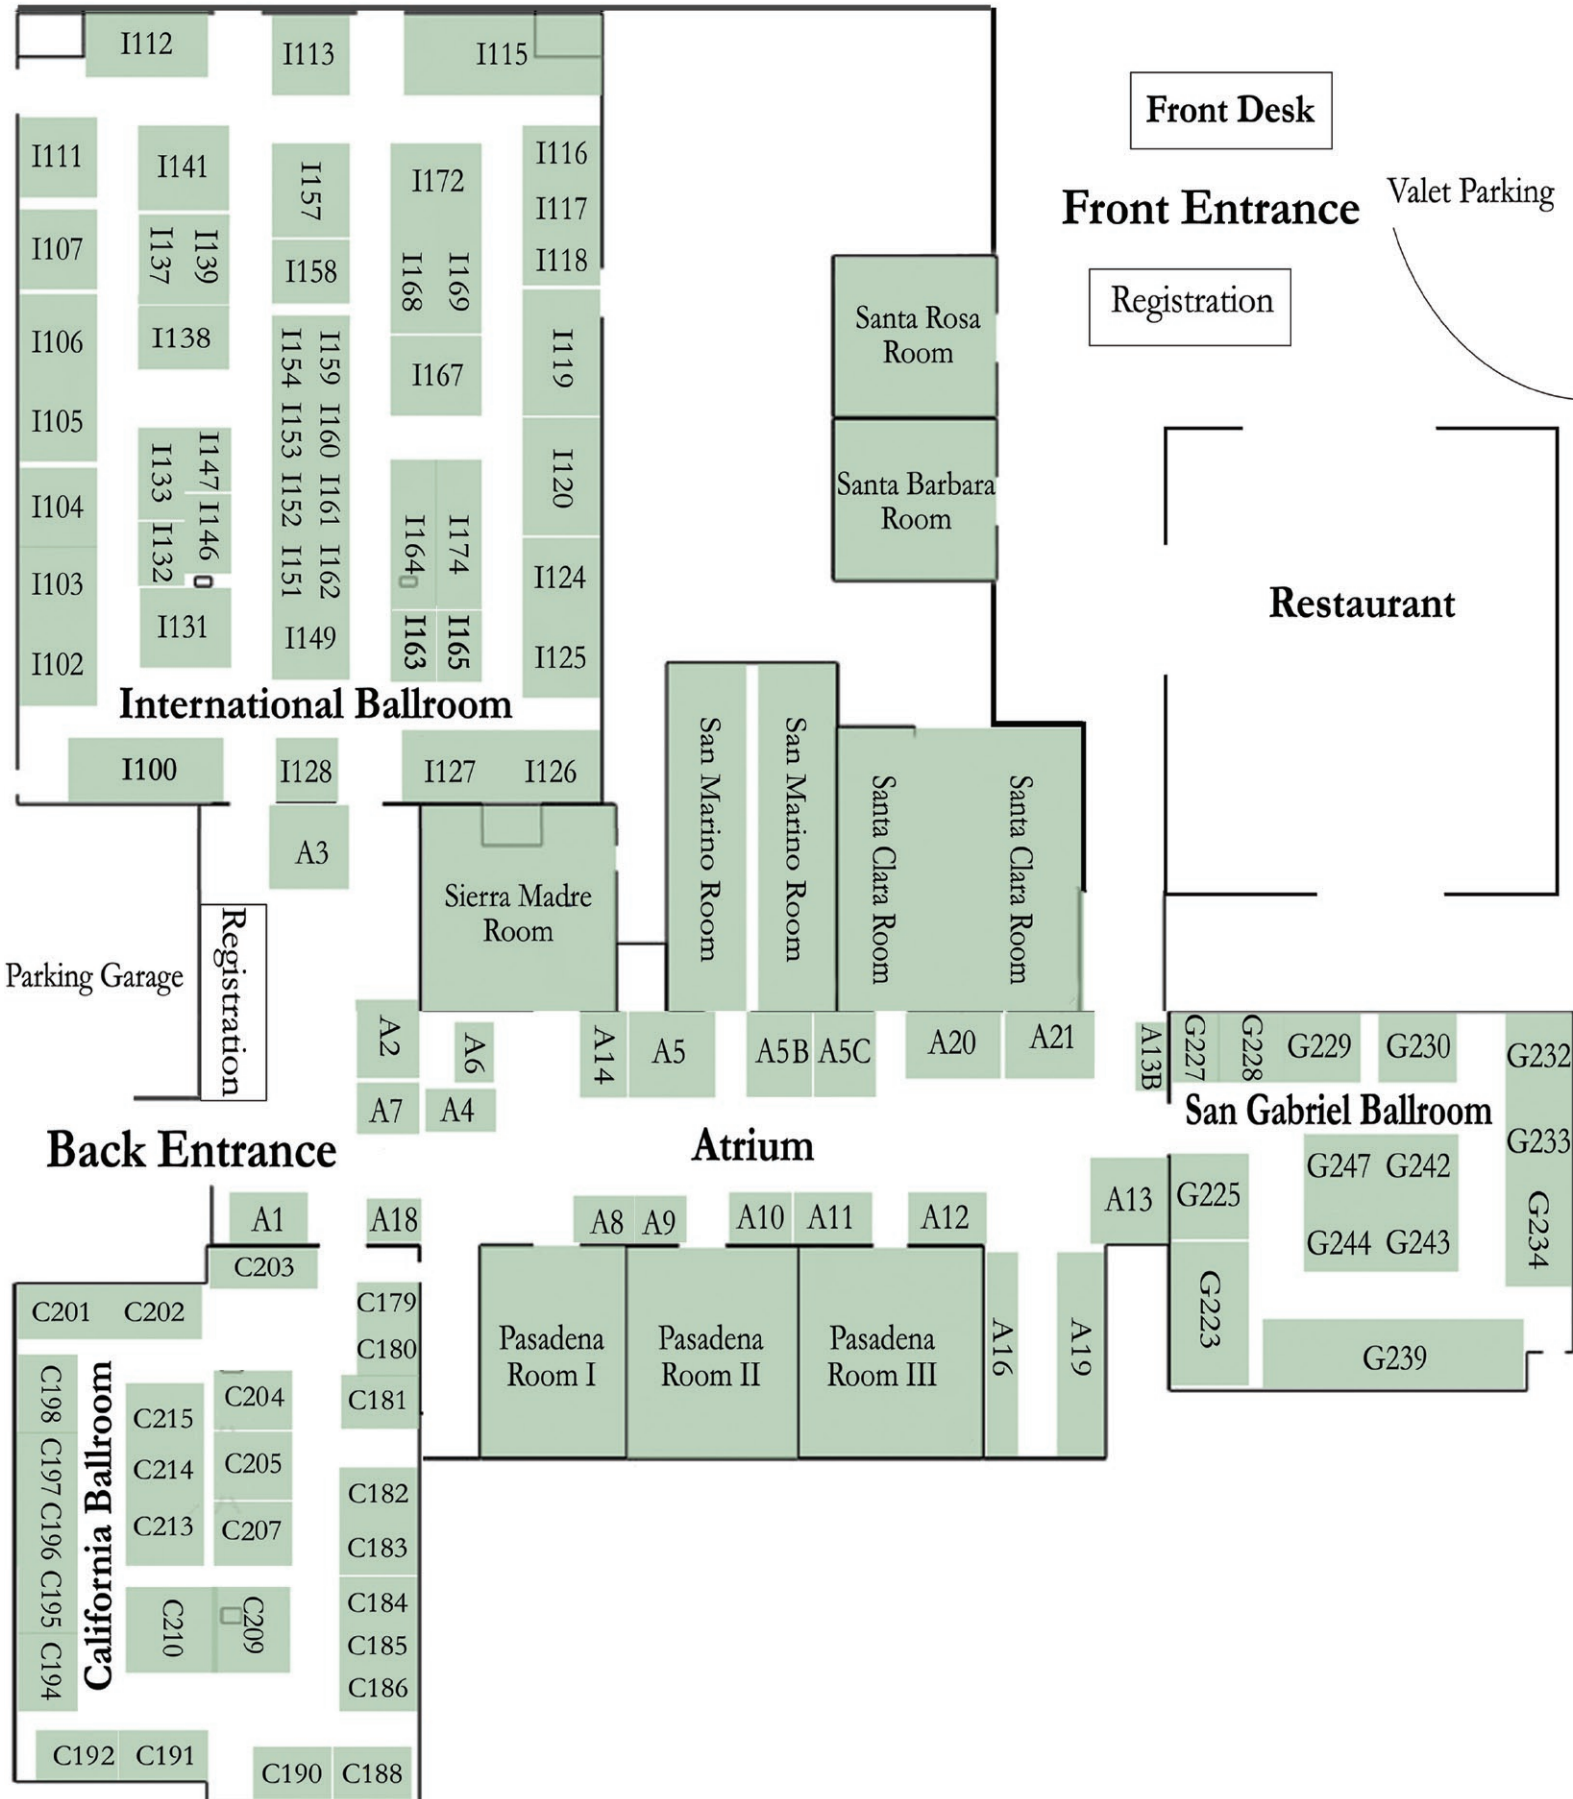 I112
I113
I115
Front Desk
I111
I141
I157
I172
I116
I117
I118
Front Entrance
Valet Parking
I107
I137
I139
I158
I168
I169
Registration
I106
I138
I154
I159
I167
I119
Santa Rosa
Room
I105
I153
I160
I133
I147
I120
Santa Barbara
Room
I104
I152
I161
I146
I164
I174
I132
I103
I151
I162
I124
Restaurant
I131
I149
I163
I165
I102
I125
International Ballroom
I100
I128
I127
I126
San Marino Room
San Marino Room
Santa Clara Room
Santa Clara Room
A3
Sierra Madre
Room
Parking Garage
Registration
A2
A6
A14
A5
A5B
A5C
A20
A21
A13B
G227
G228
G229
G230
G232
A7
A4
San Gabriel Ballroom
Back Entrance
Atrium
G233
G247
G242
A1
A18
A8
A9
A10
A11
A12
A13
G225
G244
G243
G234
C203
C201
C202
C179
C180
Pasadena
Room I
Pasadena
Room II
Pasadena
Room III
A16
A19
G223
G239
C198
California Ballroom
C215
C204
C181
C197
C214
C205
C182
C196
C213
C207
C183
C195
C210
C209
C184
C185
C194
C186
C192
C191
C190
C188